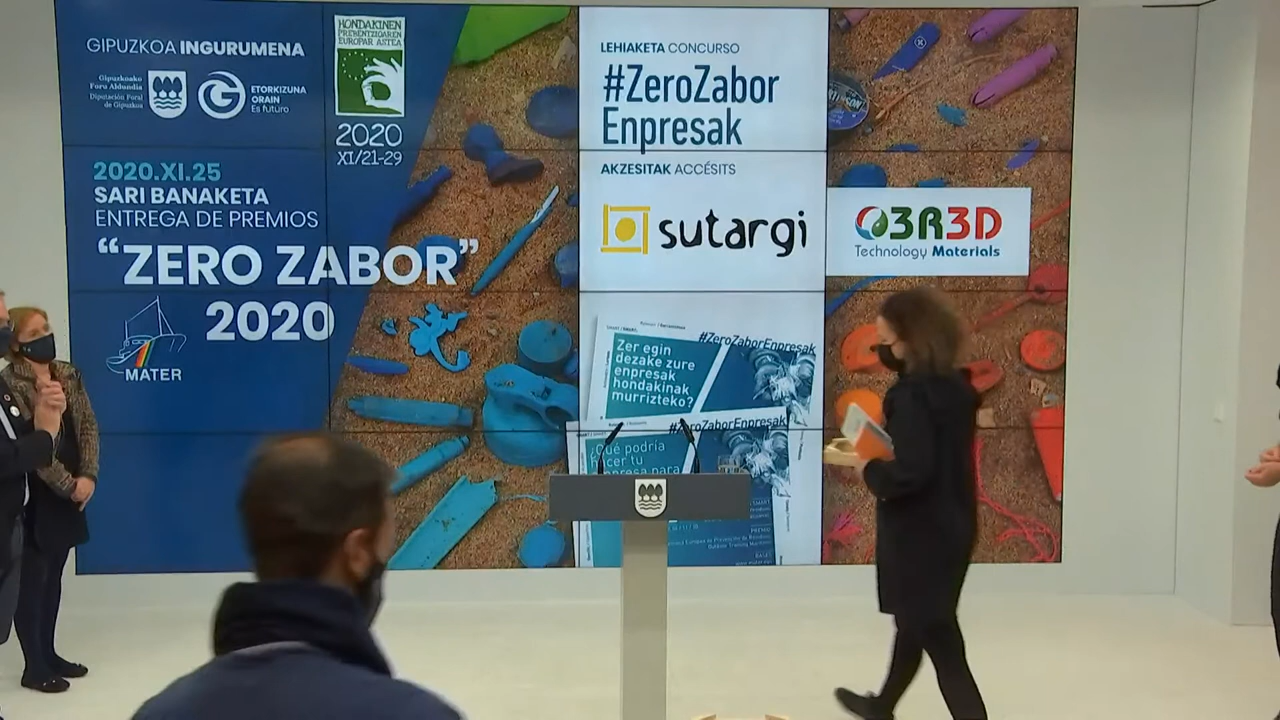 GIPUZKOA INGURUMENA
Gipuzkoako
Foru Aldundia
Diputación Foral
de Gipuzkoa
ETORKIZUNA
ORAIN
Es futuro
HONDAKINEN
PREBENTZIOAREN
EUROPAR ASTEA
2020
XI/21-29
2020.XI.25
SARI BANAKETA
ENTREGA DE PREMIOS
“ZERO ZABOR”
2020
MATER
LEHIAKETA CONCURSO
#ZeroZabor
Enpresak
AKZESITAK ACCÉSITS
sutargi
3R3D
Technology Materials
#ZeroZaborEnpresak
Zer egin
dezake zure
enpresak
hondakinak
murrizteko?
#ZeroZaborEnpresak
¿Qué podría
hacer tu
empresa para